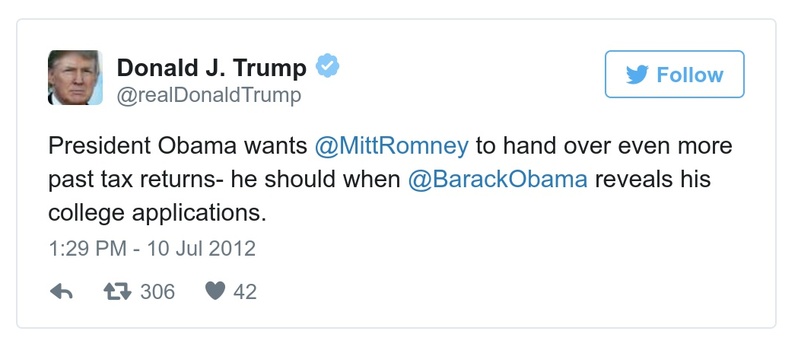 Donald J. Trump
@realDonaldTrump
Follow
President Obama wants @MittRomney to hand over even more
past tax returns- he should when @BarackObama reveals his
college applications.
1:29 PM - 10 Jul 2012
306 42